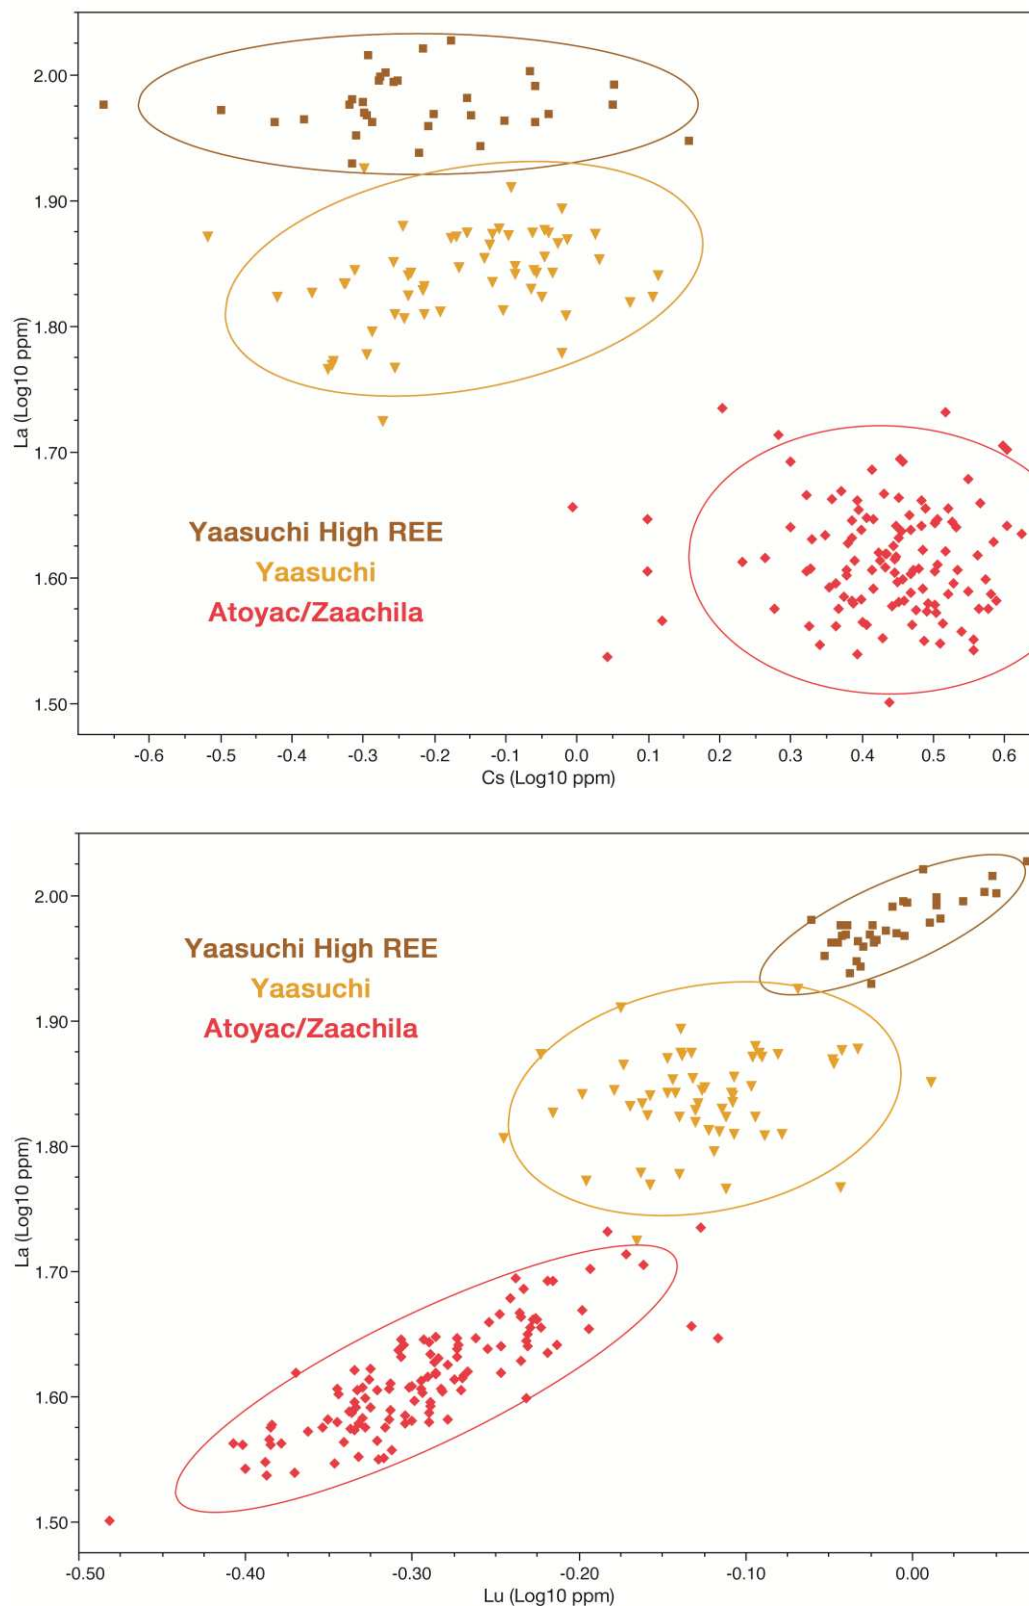 2.00
1.90
1.80
1.70
1.60
1.50
La (Log10 ppm)
Yaasuchi High REE
Yaasuchi
Atoyac/Zaachila
-0.6 -0.5 -0.4 -0.3 -0.2 -0.1 0.0 0.1 0.2 0.3 0.4 0.5 0.6
Cs (Log10 ppm)
2.00
1.90
1.80
1.70
1.60
1.50
La (Log10 ppm)
Yaasuchi High REE
Yaasuchi
Atoyac/Zaachila
-0.50 -0.40 -0.30 -0.20 -0.10 0.00
Lu (Log10 ppm)